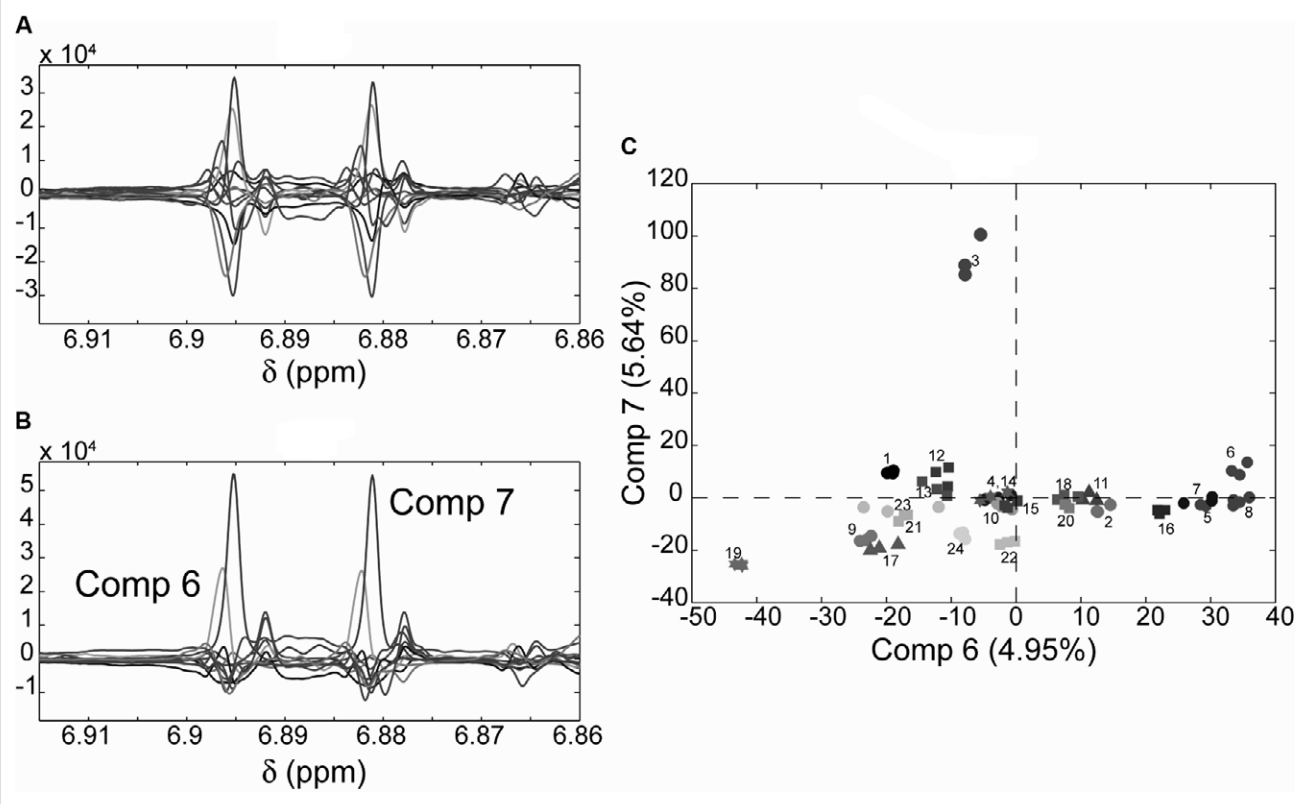 A
x 10⁴
3
2
1
0
-1
-2
-3
6.91 6.9 6.89 6.88 6.87 6.86
δ (ppm)
B
x 10⁴
5
4
3
2
1
0
-1
Comp 7
Comp 6
6.91 6.9 6.89 6.88 6.87 6.86
δ (ppm)
C
120
100
80
60
40
20
0
-20
-40
Comp 7 (5.64%)
3
6
1 12
13 4,14 18 11 7
23 10 15 5 8
9 21 20 2 16
24 22
17
19
-50 -40 -30 -20 -10 0 10 20 30 40
Comp 6 (4.95%)